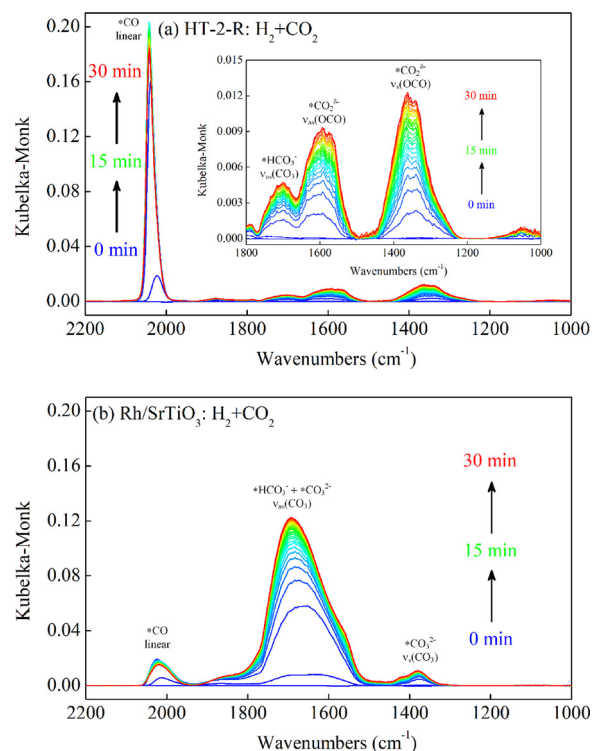 *CO
linear
(a) HT-2-R: H₂+CO₂
30 min
15 min
0 min
Kubelka-Monk
0.20
0.16
0.12
0.08
0.04
0.00
2200 2000 1800 1600 1400 1200 1000
Wavenumbers (cm⁻¹)
0.015
0.012
0.009
0.006
0.003
0.000
Kubelka-Monk
*HCO₃⁻
νas(CO₃)
*CO₂δ-
νas(OCO)
*CO₂δ-
νs(OCO)
30 min
15 min
0 min
1800 1600 1400 1200 1000
Wavenumbers (cm⁻¹)
(b) Rh/SrTiO₃: H₂+CO₂
0.20
0.16
0.12
0.08
0.04
0.00
Kubelka-Monk
*CO
linear
*HCO₃⁻ + *CO₃²⁻
νas(CO₃)
*CO₃²⁻
νs(CO₃)
30 min
15 min
0 min
2200 2000 1800 1600 1400 1200 1000
Wavenumbers (cm⁻¹)